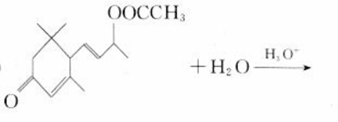 OOCCH₃
+ H₂O H₃O⁺
O